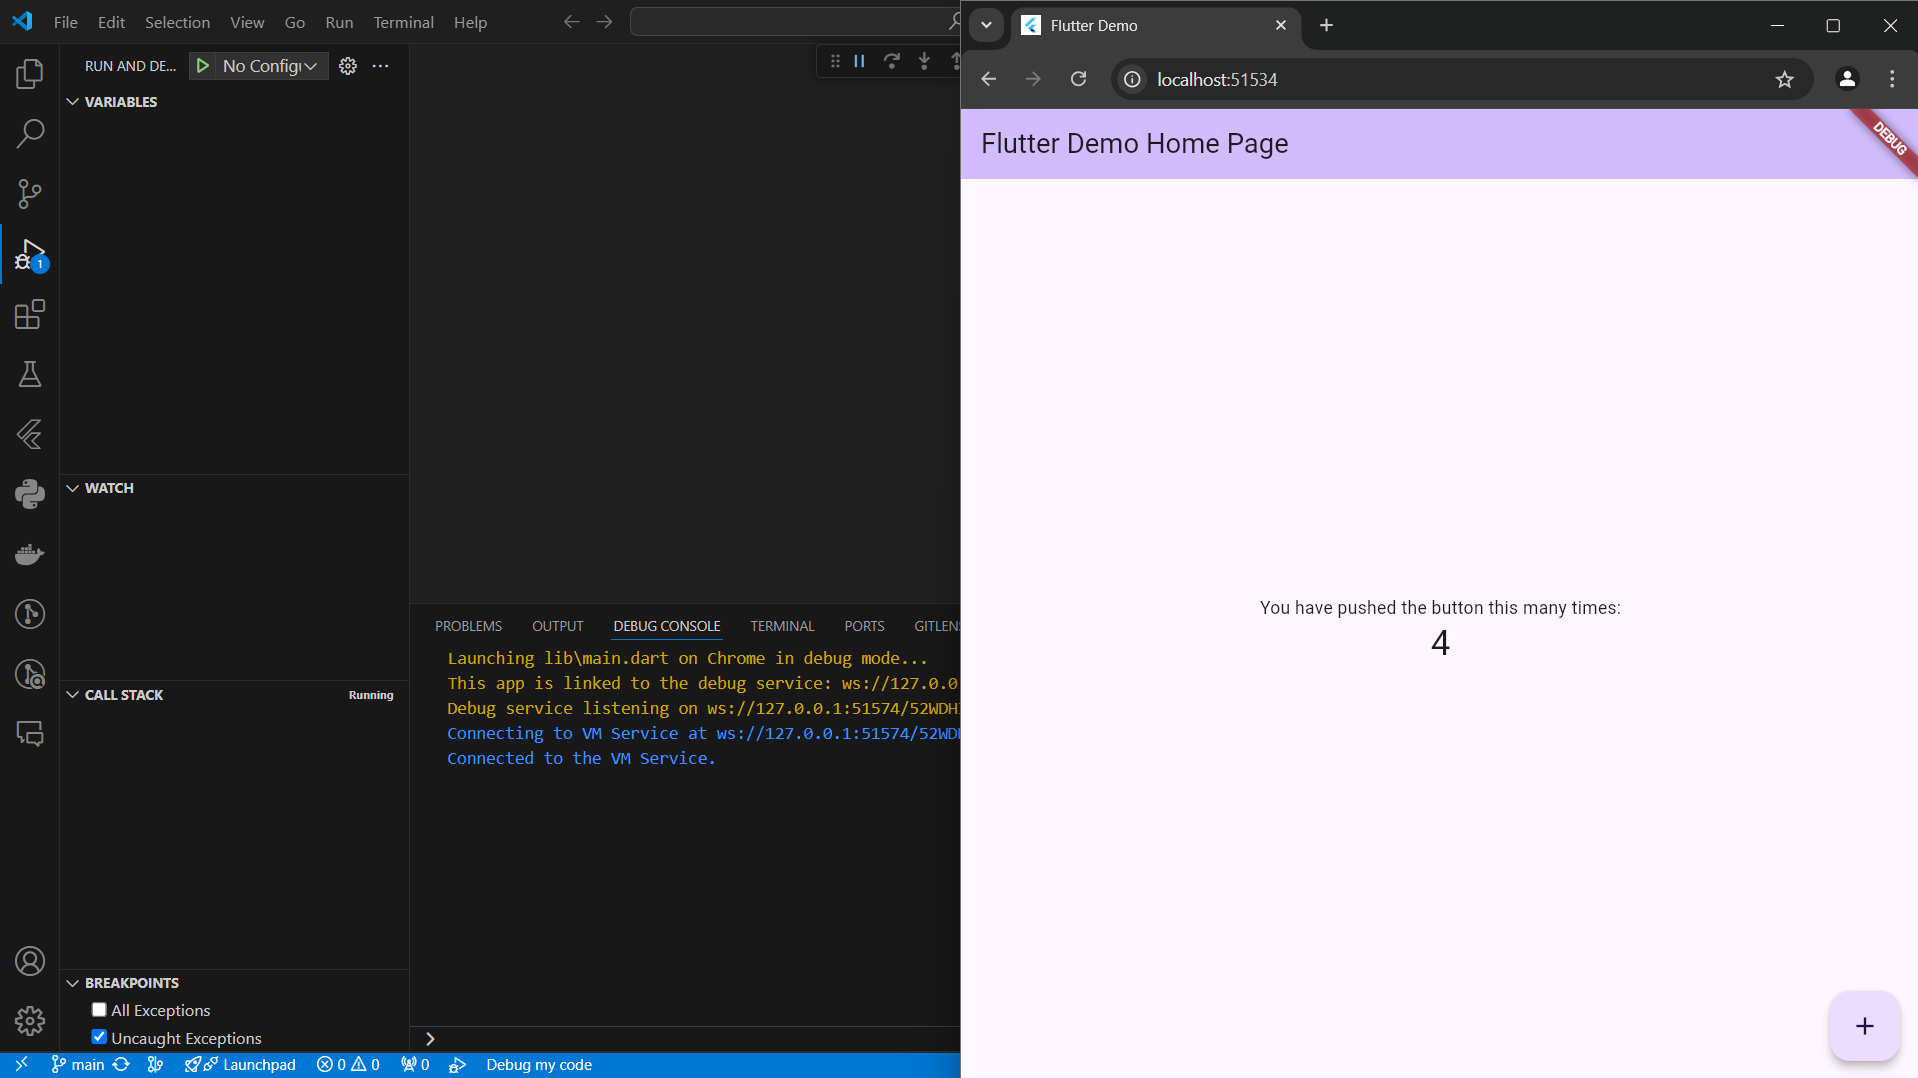 File Edit Selection View Go Run Terminal Help
RUN AND DE...
No Config
VARIABLES
WATCH
CALL STACK
Running
BREAKPOINTS
All Exceptions
Uncaught Exceptions
1
PROBLEMS OUTPUT DEBUG CONSOLE TERMINAL PORTS GITLENS
Launching lib\main.dart on Chrome in debug mode...
This app is linked to the debug service: ws://127.0.0
Debug service listening on ws://127.0.0.1:51574/52WDH
Connecting to VM Service at ws://127.0.0.1:51574/52WD
Connected to the VM Service.
main Launchpad 0 0 0 Debug my code
Flutter Demo
localhost:51534
Flutter Demo Home Page
DEBUG
You have pushed the button this many times:
4